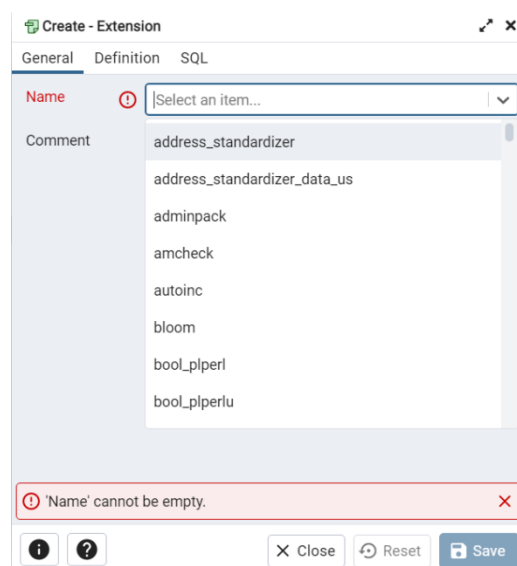 Create - Extension
General Definition SQL
Name Select an item...
Comment
address_standardizer
address_standardizer_data_us
adminpack
amcheck
autoinc
bloom
bool_plperl
bool_plperlu
'Name' cannot be empty.
Close Reset Save